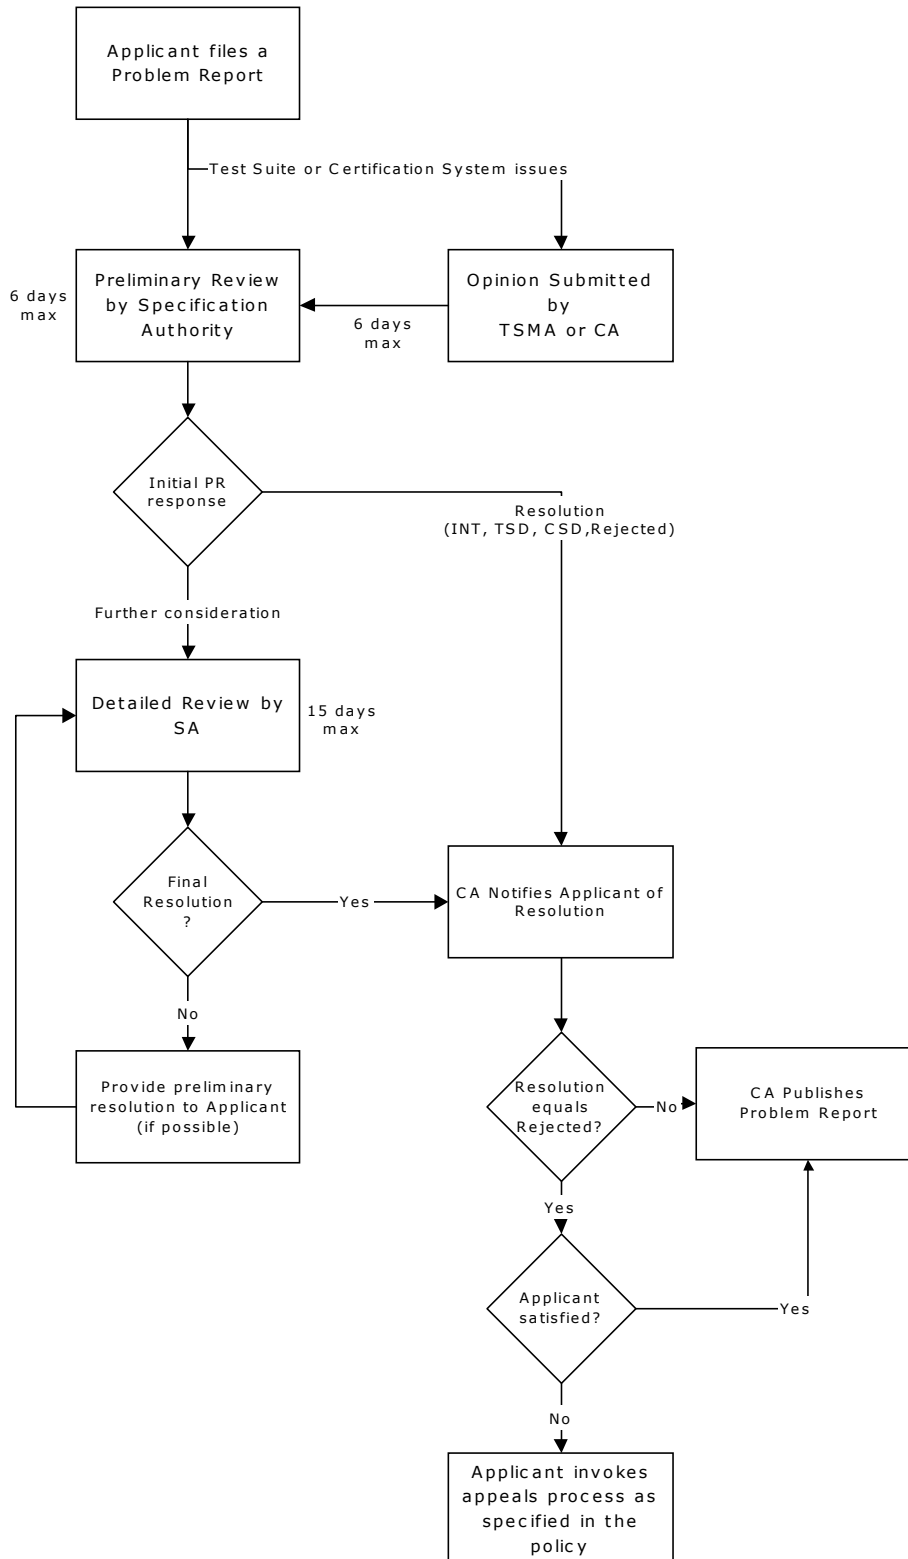 Applicant files a
Problem Report
Test Suite or Certification System issues
6 days
max
Preliminary Review
by Specification
Authority
6 days
max
Opinion Submitted
by
TSMA or CA
Initial PR
response
Resolution
(INT, TSD, CSD,Rejected)
Further consideration
Detailed Review by
SA
15 days
max
Final
Resolution
?
Yes
CA Notifies Applicant of
Resolution
No
Provide preliminary
resolution to Applicant
(if possible)
Resolution
equals
Rejected?
No
CA Publishes
Problem Report
Yes
Applicant
satisfied?
Yes
No
Applicant invokes
appeals process as
specified in the
policy